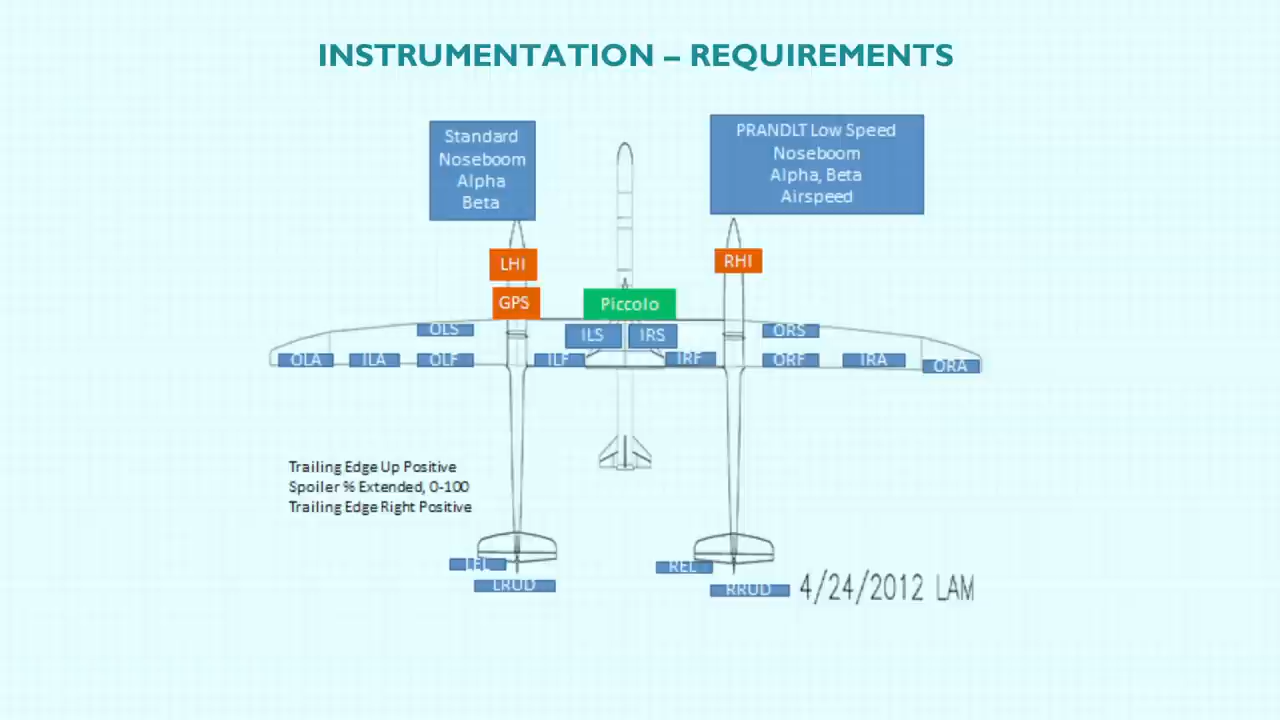 INSTRUMENTATION – REQUIREMENTS
Standard
Noseboom
Alpha
Beta
PRANDLT Low Speed
Noseboom
Alpha, Beta
Airspeed
LHI
RHI
GPS
Piccolo
OLS
ILS
IRS
ORS
OLA
ILA
OLF
ILF
IRF
ORF
IRA
ORA
Trailing Edge Up Positive
Spoiler % Extended, 0-100
Trailing Edge Right Positive
LEL
REL
LRUD
RRUD
4/24/2012 LAM